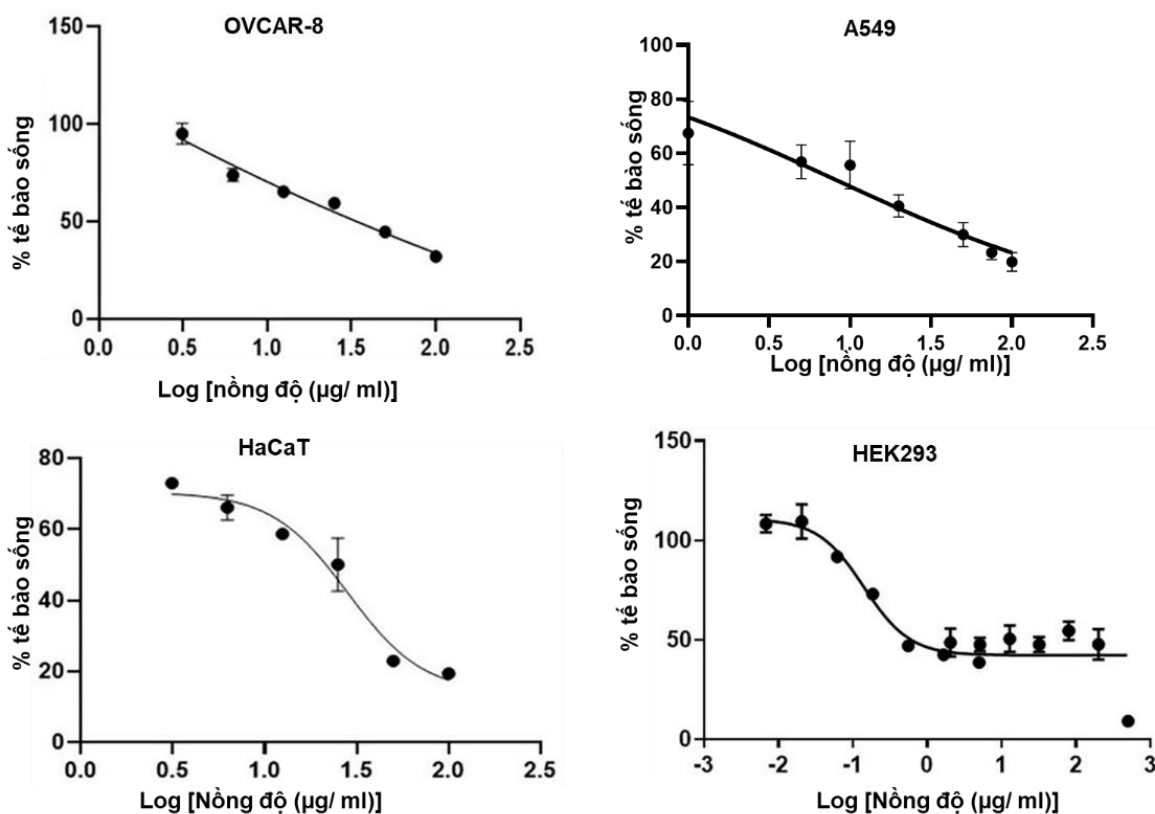 OVCAR-8
150
100
50
0
% tế bào sống
0.0 0.5 1.0 1.5 2.0 2.5
Log [nồng độ (µg/ ml)]
A549
100
80
60
40
20
0
% tế bào sống
0.0 0.5 1.0 1.5 2.0 2.5
Log [nồng độ (µg/ ml)]
HaCaT
80
60
40
20
0
% tế bào sống
0.0 0.5 1.0 1.5 2.0 2.5
Log [Nồng độ (µg/ ml)]
HEK293
150
100
50
0
% tế bào sống
-3 -2 -1 0 1 2 3
Log [Nồng độ (µg/ ml)]